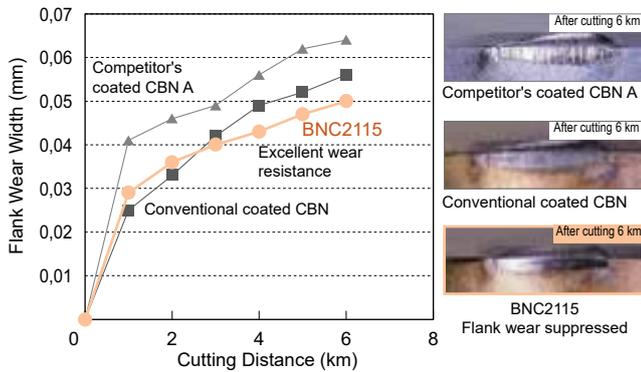 Flank Wear Width (mm)
0,07
0,06
0,05
0,04
0,03
0,02
0,01
0
2
4
6
8
Cutting Distance (km)
Competitor's
coated CBN A
BNC2115
Excellent wear
resistance
Conventional coated CBN
After cutting 6 km
Competitor's coated CBN A
After cutting 6 km
Conventional coated CBN
After cutting 6 km
BNC2115
Flank wear suppressed